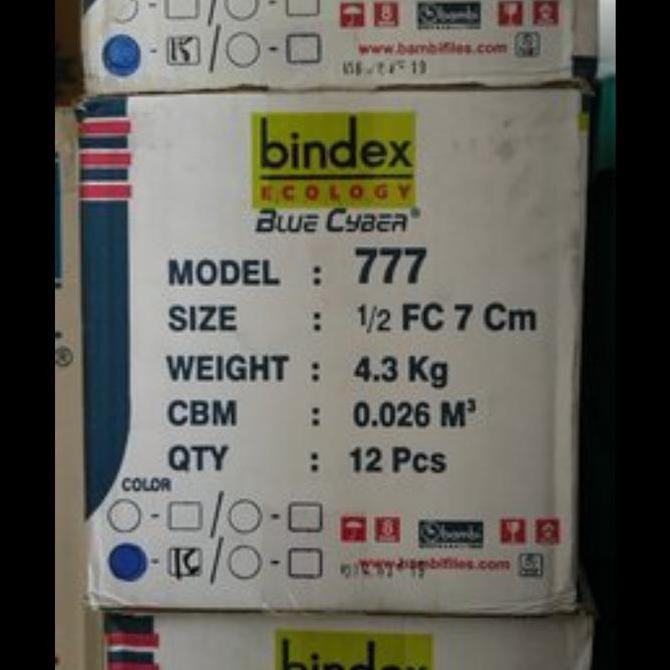 bambi
www.bambifiles.com
bindex
ECOLOGY
BLUE CYBER®
MODEL : 777
SIZE : 1/2 FC 7 Cm
WEIGHT : 4.3 Kg
CBM : 0.026 M³
QTY : 12 Pcs
COLOR
bambi
www.bambifiles.com
bindex